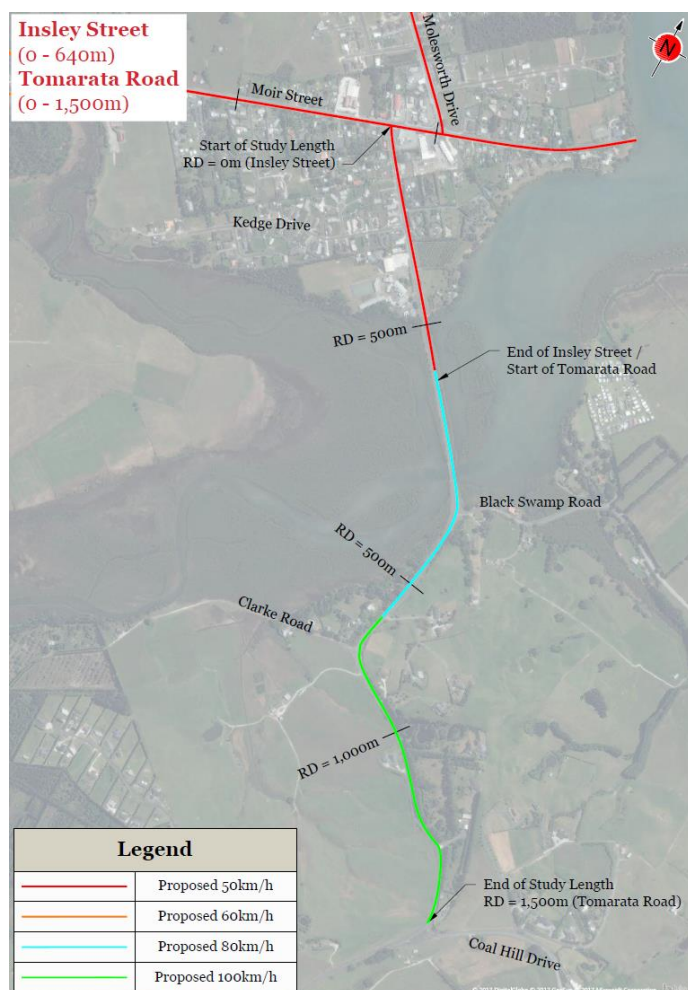 Insley Street
(0 - 640m)
Tomarata Road
(0 - 1,500m)
N
Molesworth Drive
Moir Street
Start of Study Length
RD = 0m (Insley Street)
Kedge Drive
RD = 500m
End of Insley Street /
Start of Tomarata Road
Black Swamp Road
RD = 500m
Clarke Road
RD = 1,000m
End of Study Length
RD = 1,500m (Tomarata Road)
Coal Hill Drive
Legend
Proposed 50km/h
Proposed 60km/h
Proposed 80km/h
Proposed 100km/h